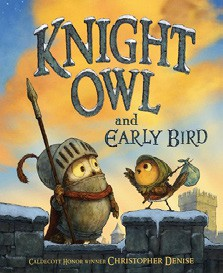 KNIGHT
OWL
and
EARLY BIRD
CALDECOTT HONOR WINNER CHRISTOPHER DENISE